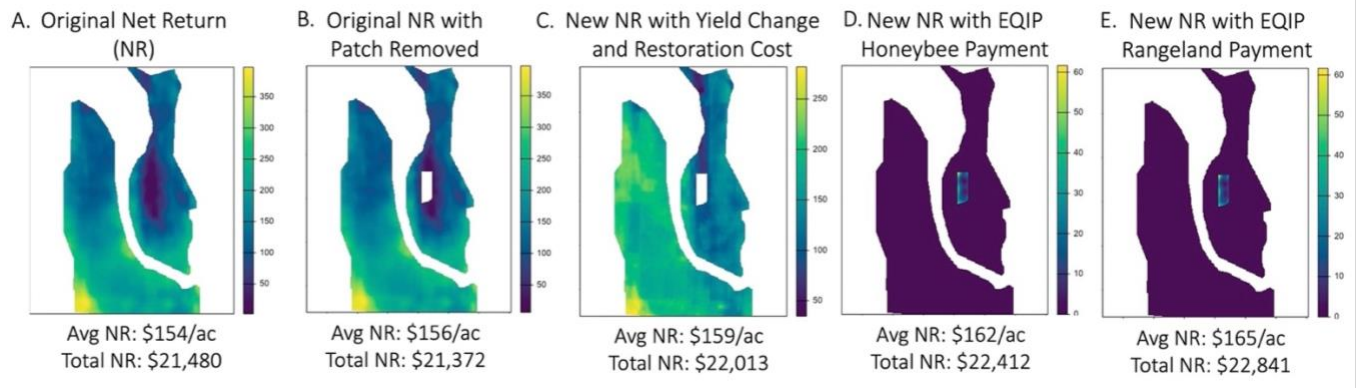 A. Original Net Return
(NR)
350
300
250
200
150
100
50
Avg NR: $154/ac
Total NR: $21,480
B. Original NR with
Patch Removed
350
300
250
200
150
100
50
Avg NR: $156/ac
Total NR: $21,372
C. New NR with Yield Change
and Restoration Cost
250
200
150
100
50
Avg NR: $159/ac
Total NR: $22,013
D. New NR with EQIP
Honeybee Payment
60
50
40
30
20
10
0
Avg NR: $162/ac
Total NR: $22,412
E. New NR with EQIP
Rangeland Payment
60
50
40
30
20
10
0
Avg NR: $165/ac
Total NR: $22,841